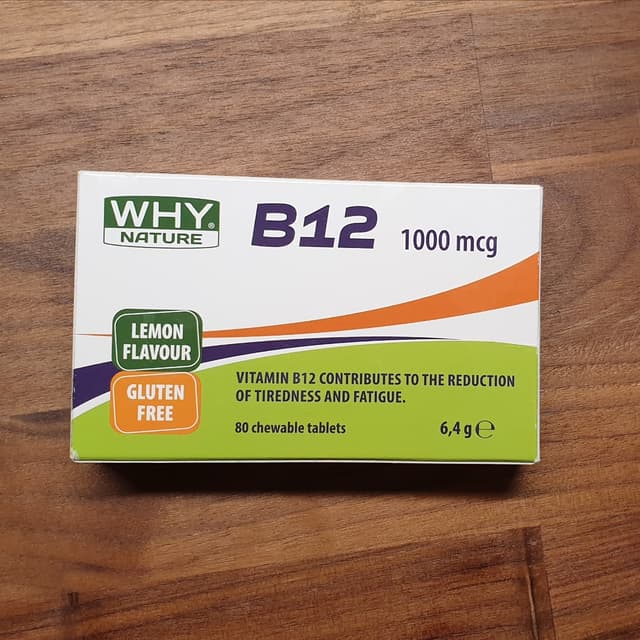 WHY®
NATURE
B12
1000 mcg
LEMON
FLAVOUR
GLUTEN
FREE
VITAMIN B12 CONTRIBUTES TO THE REDUCTION
OF TIREDNESS AND FATIGUE.
80 chewable tablets
6,4 g ℮